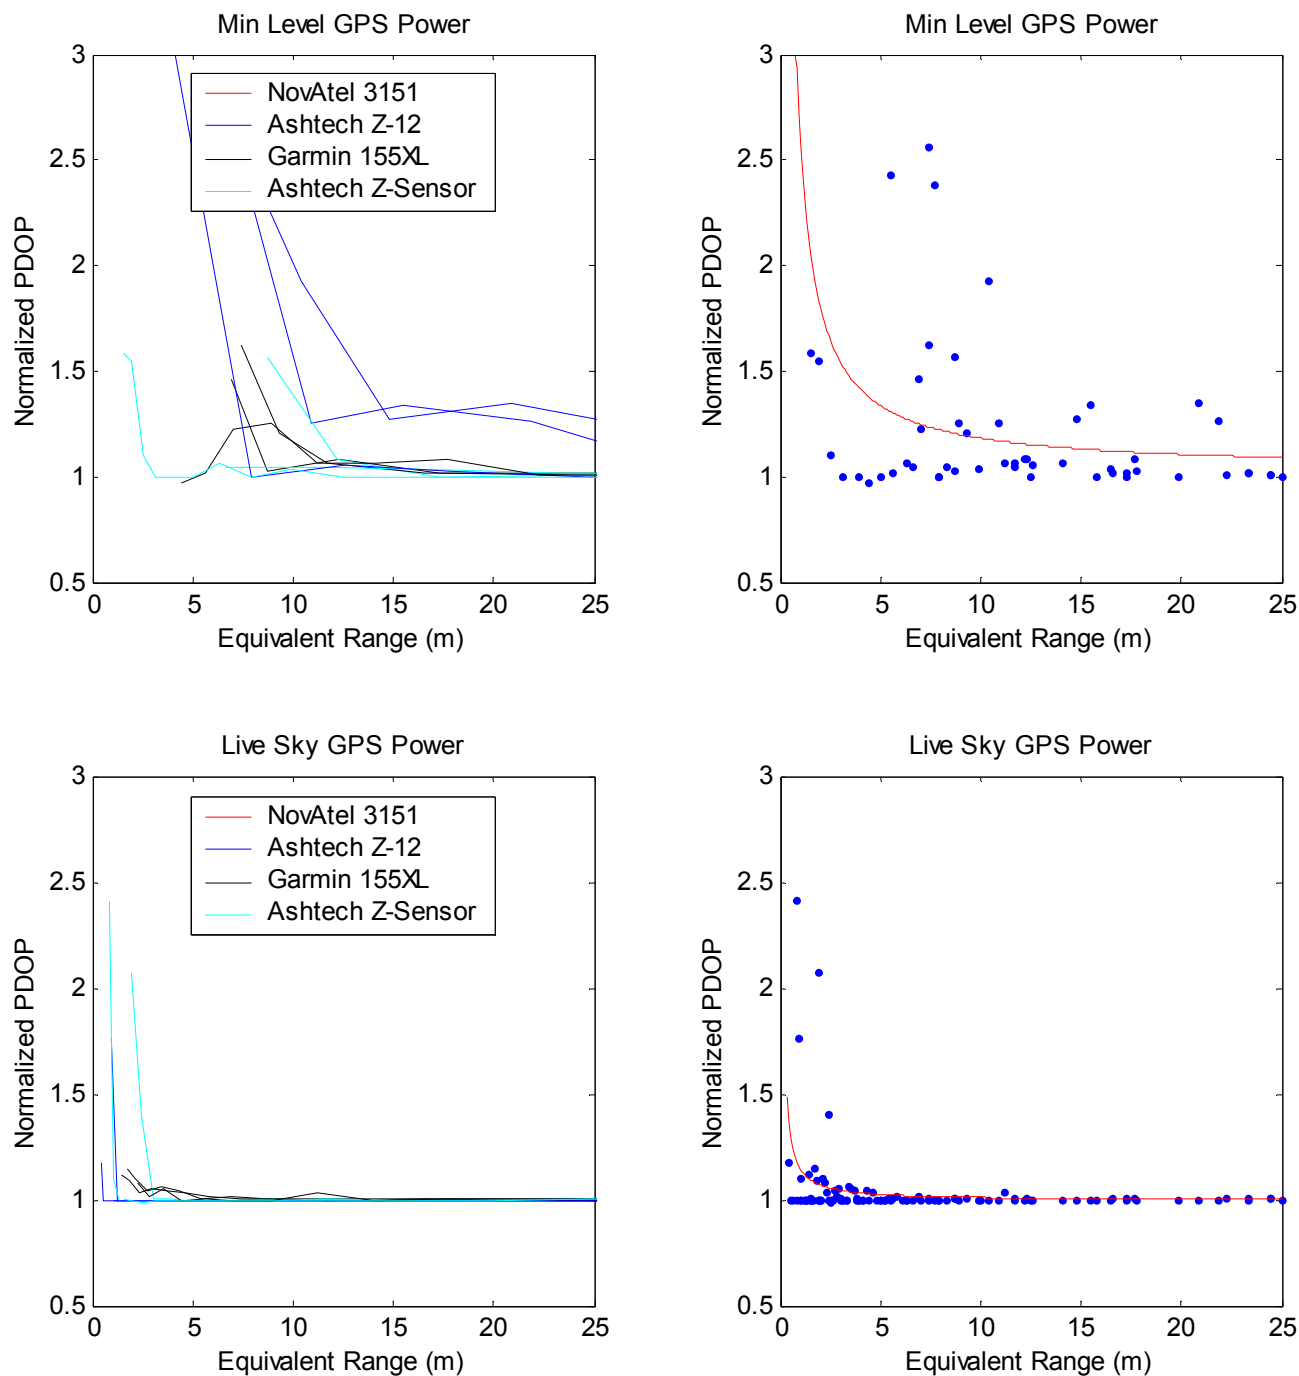 Min Level GPS Power
3
2.5
2
1.5
1
0.5
Normalized PDOP
NovAtel 3151
Ashtech Z-12
Garmin 155XL
Ashtech Z-Sensor
0 5 10 15 20 25
Equivalent Range (m)
Min Level GPS Power
3
2.5
2
1.5
1
0.5
Normalized PDOP
0 5 10 15 20 25
Equivalent Range (m)
Live Sky GPS Power
3
2.5
2
1.5
1
0.5
Normalized PDOP
NovAtel 3151
Ashtech Z-12
Garmin 155XL
Ashtech Z-Sensor
0 5 10 15 20 25
Equivalent Range (m)
Live Sky GPS Power
3
2.5
2
1.5
1
0.5
Normalized PDOP
0 5 10 15 20 25
Equivalent Range (m)